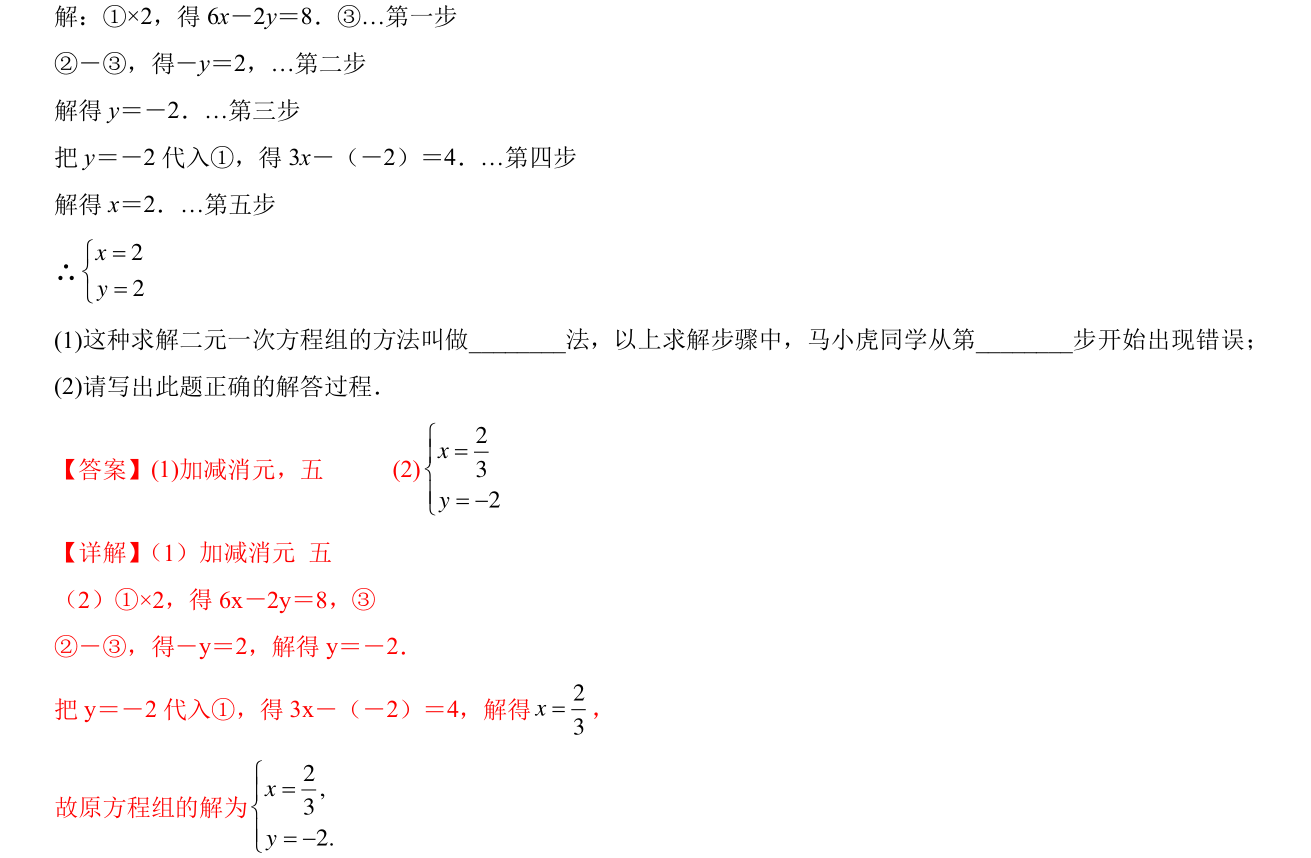 解：①×2，得 6x－2y＝8．③…第一步
②－③，得－y＝2，…第二步
解得 y＝－2．…第三步
把 y＝－2 代入①，得 3x－（－2）＝4．…第四步
解得 x＝2．…第五步
∴{x＝2
y＝2
(1)这种求解二元一次方程组的方法叫做________法，以上求解步骤中，马小虎同学从第________步开始出现错误；
(2)请写出此题正确的解答过程．
【答案】(1)加减消元，五 (2){x＝2/3
y＝－2
【详解】（1）加减消元 五
（2）①×2，得 6x－2y＝8，③
②－③，得－y＝2，解得 y＝－2．
把 y＝－2 代入①，得 3x－（－2）＝4，解得 x＝2/3，
故原方程组的解为{x＝2/3,
y＝－2.